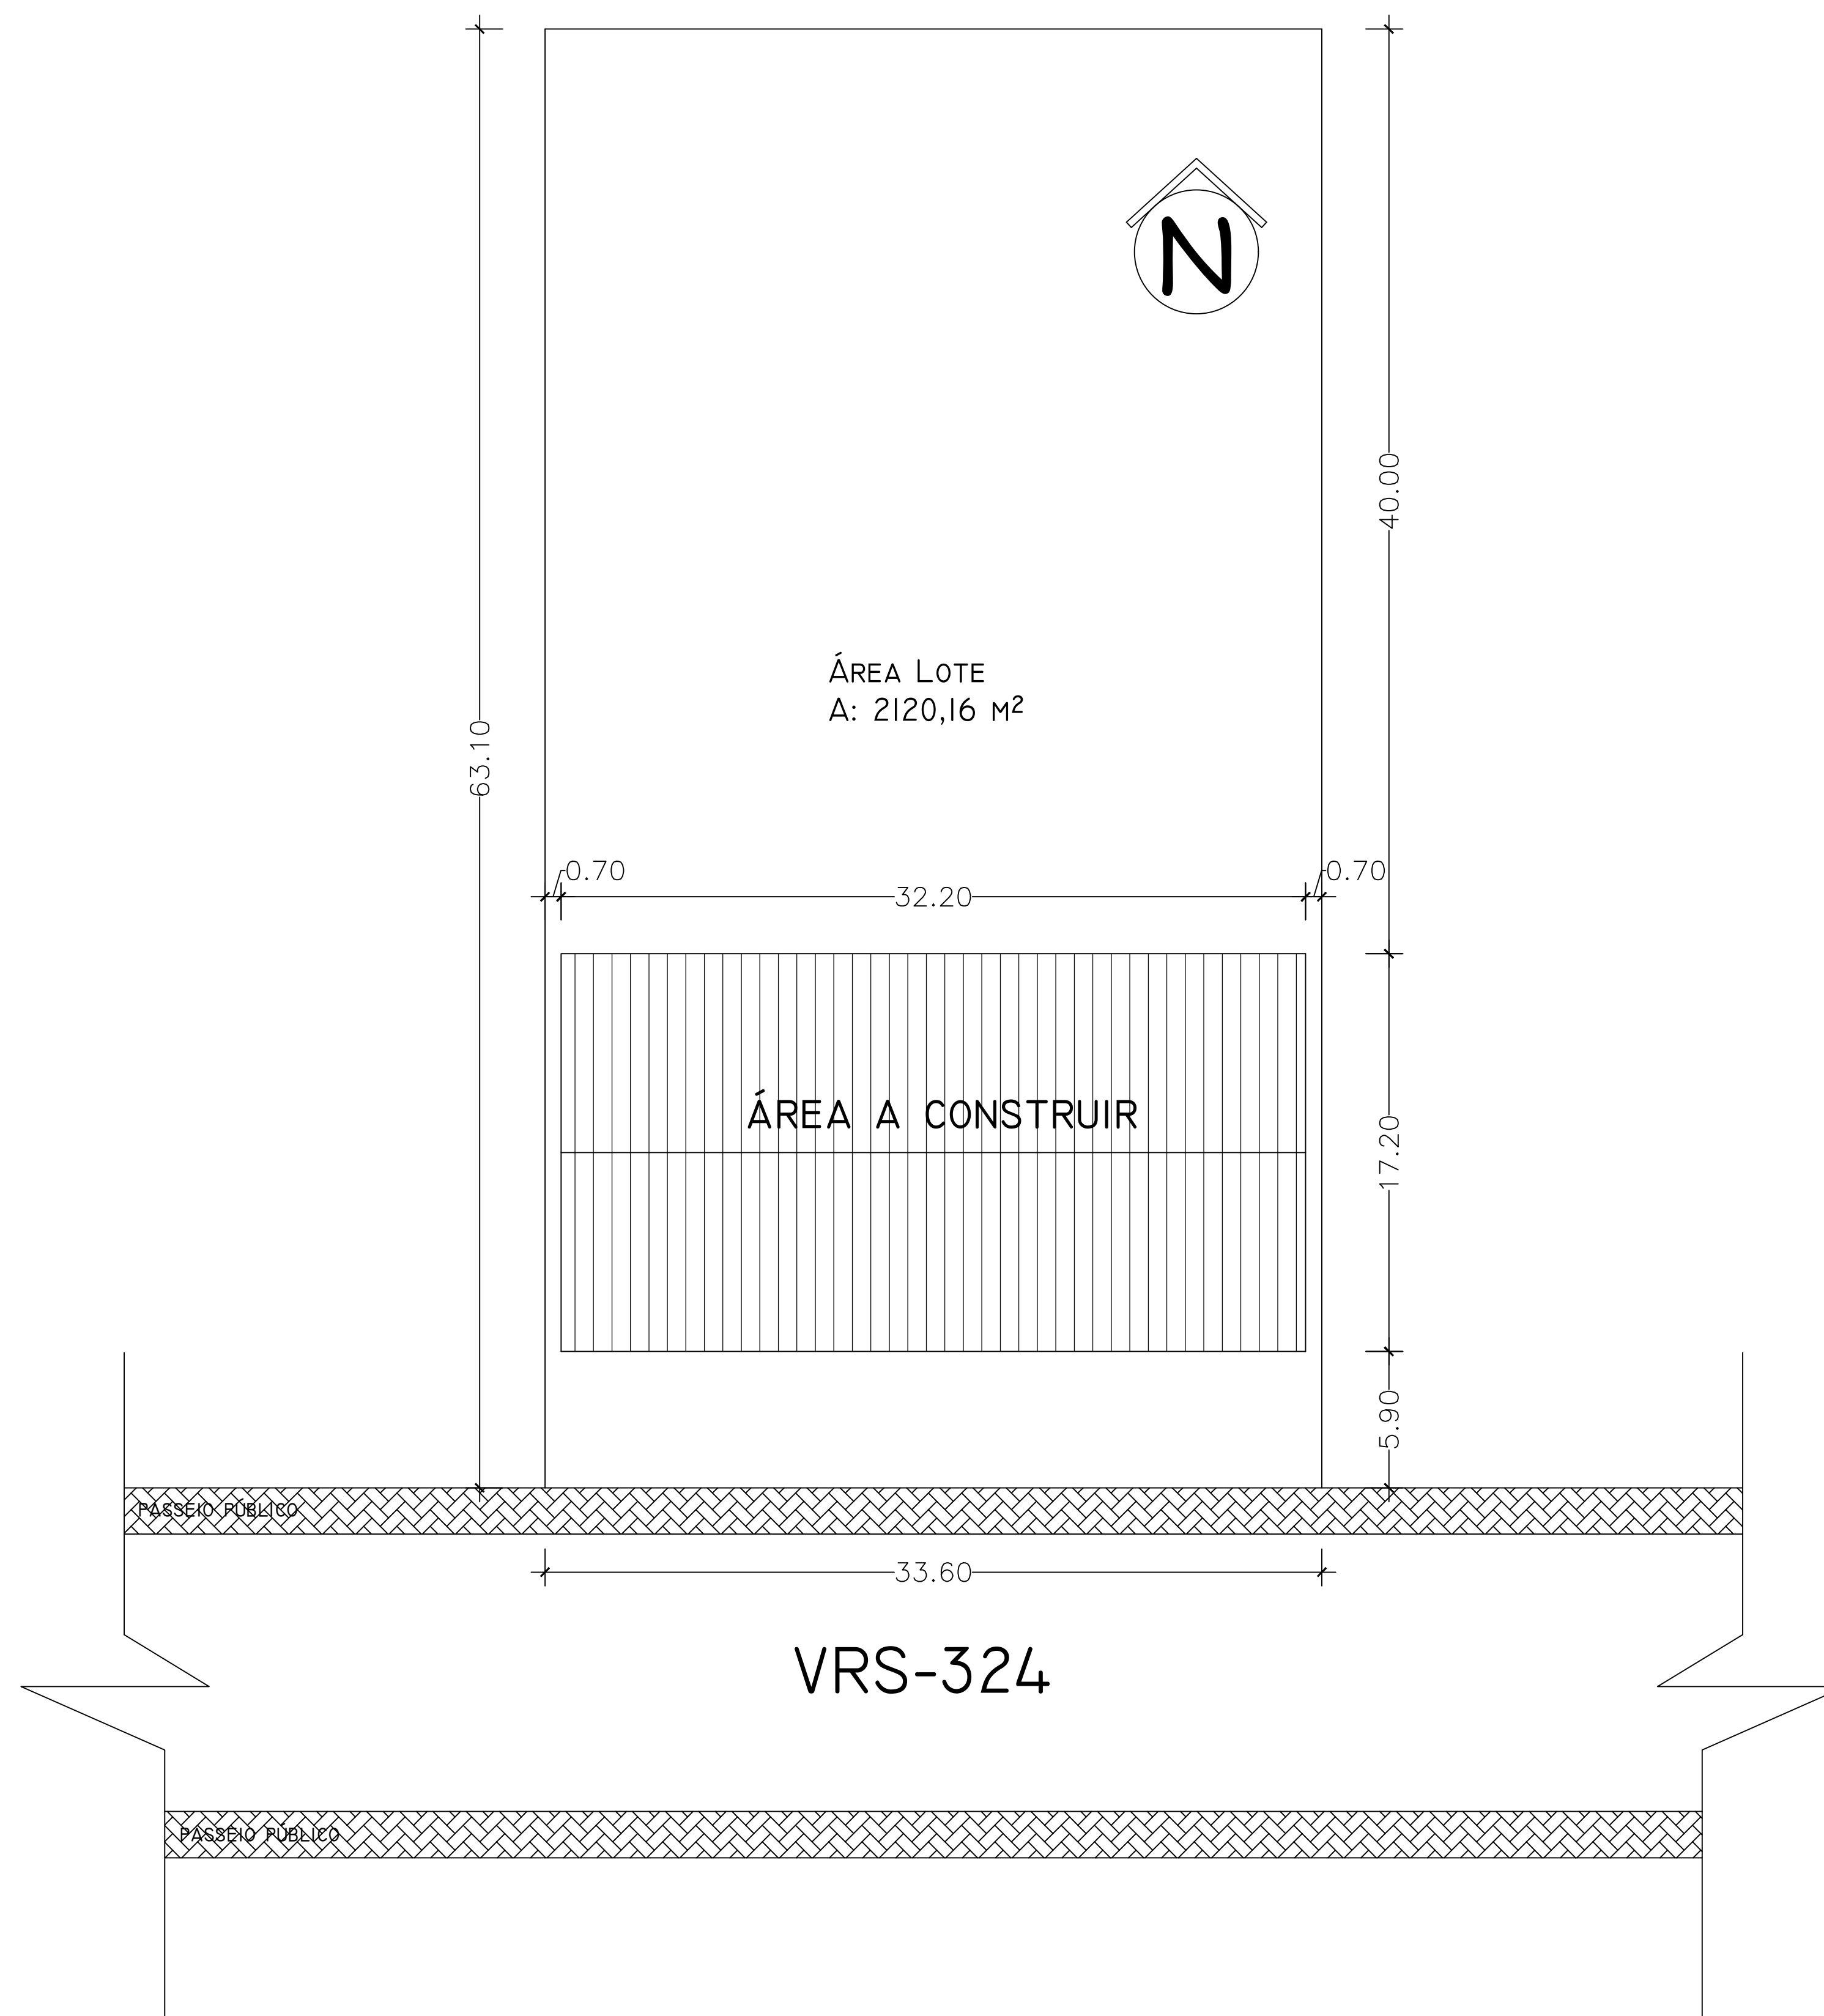 N
40.00
ÁREA LOTE
A: 2120,16 M²
63.10
0.70
0.70
32.20
ÁREA A CONSTRUIR
17.20
5.90
PASSEIO PÚBLICO
33.60
VRS-324
PASSEIO PÚBLICO